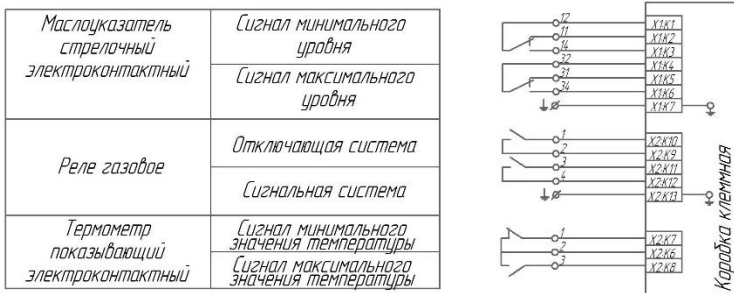 Маслоуказатель
стрелочный
электроконтактный
Сигнал минимального
уровня
Сигнал максимального
уровня
Реле газовое
Отключающая система
Сигнальная система
Термометр
показывающий
электроконтактный
Сигнал минимального
значения температуры
Сигнал максимального
значения температуры
12 X1:K1
11 X1:K2
14 X1:K3
32 X1:K4
31 X1:K5
34 X1:K6
X1:K7
1 X2:K10
2 X2:K9
3 X2:K11
4 X2:K12
X2:K13
1 X2:K7
2 X2:K6
3 X2:K8
Коробка клеммная